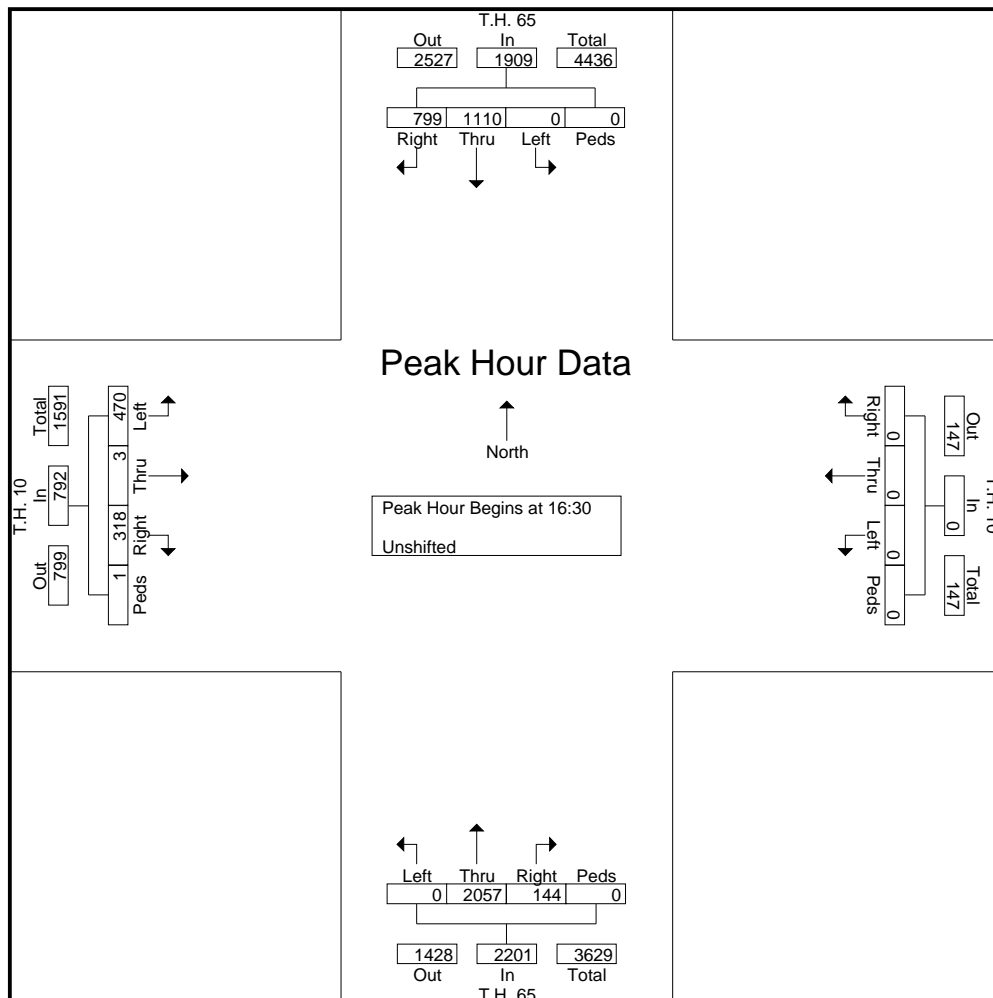 T.H. 65
Out In Total
2527 1909 4436
799 1110 0 0
Right Thru Left Peds
Peak Hour Data
North
Peak Hour Begins at 16:30
Unshifted
T.H. 10
Total In Out
1591 792 799
470 3 318 1
Left Thru Right Peds
Right Thru Left Peds
0 0 0 0
Out In Total
147 0 147
T.H. 10
Left Thru Right Peds
0 2057 144 0
1428 2201 3629
Out In Total
T.H. 65